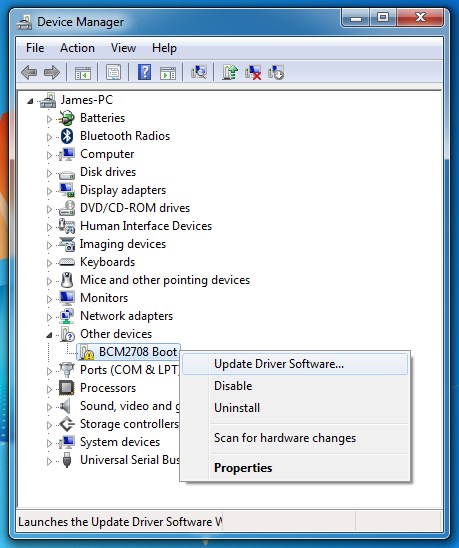 Device Manager
File Action View Help
James-PC
Batteries
Bluetooth Radios
Computer
Disk drives
Display adapters
DVD/CD-ROM drives
Human Interface Devices
Imaging devices
Keyboards
Mice and other pointing devices
Monitors
Network adapters
Other devices
BCM2708 Boot
Ports (COM & LPT)
Processors
Sound, video and g
Storage controllers
System devices
Universal Serial Bus
Update Driver Software...
Disable
Uninstall
Scan for hardware changes
Properties
Launches the Update Driver Software W